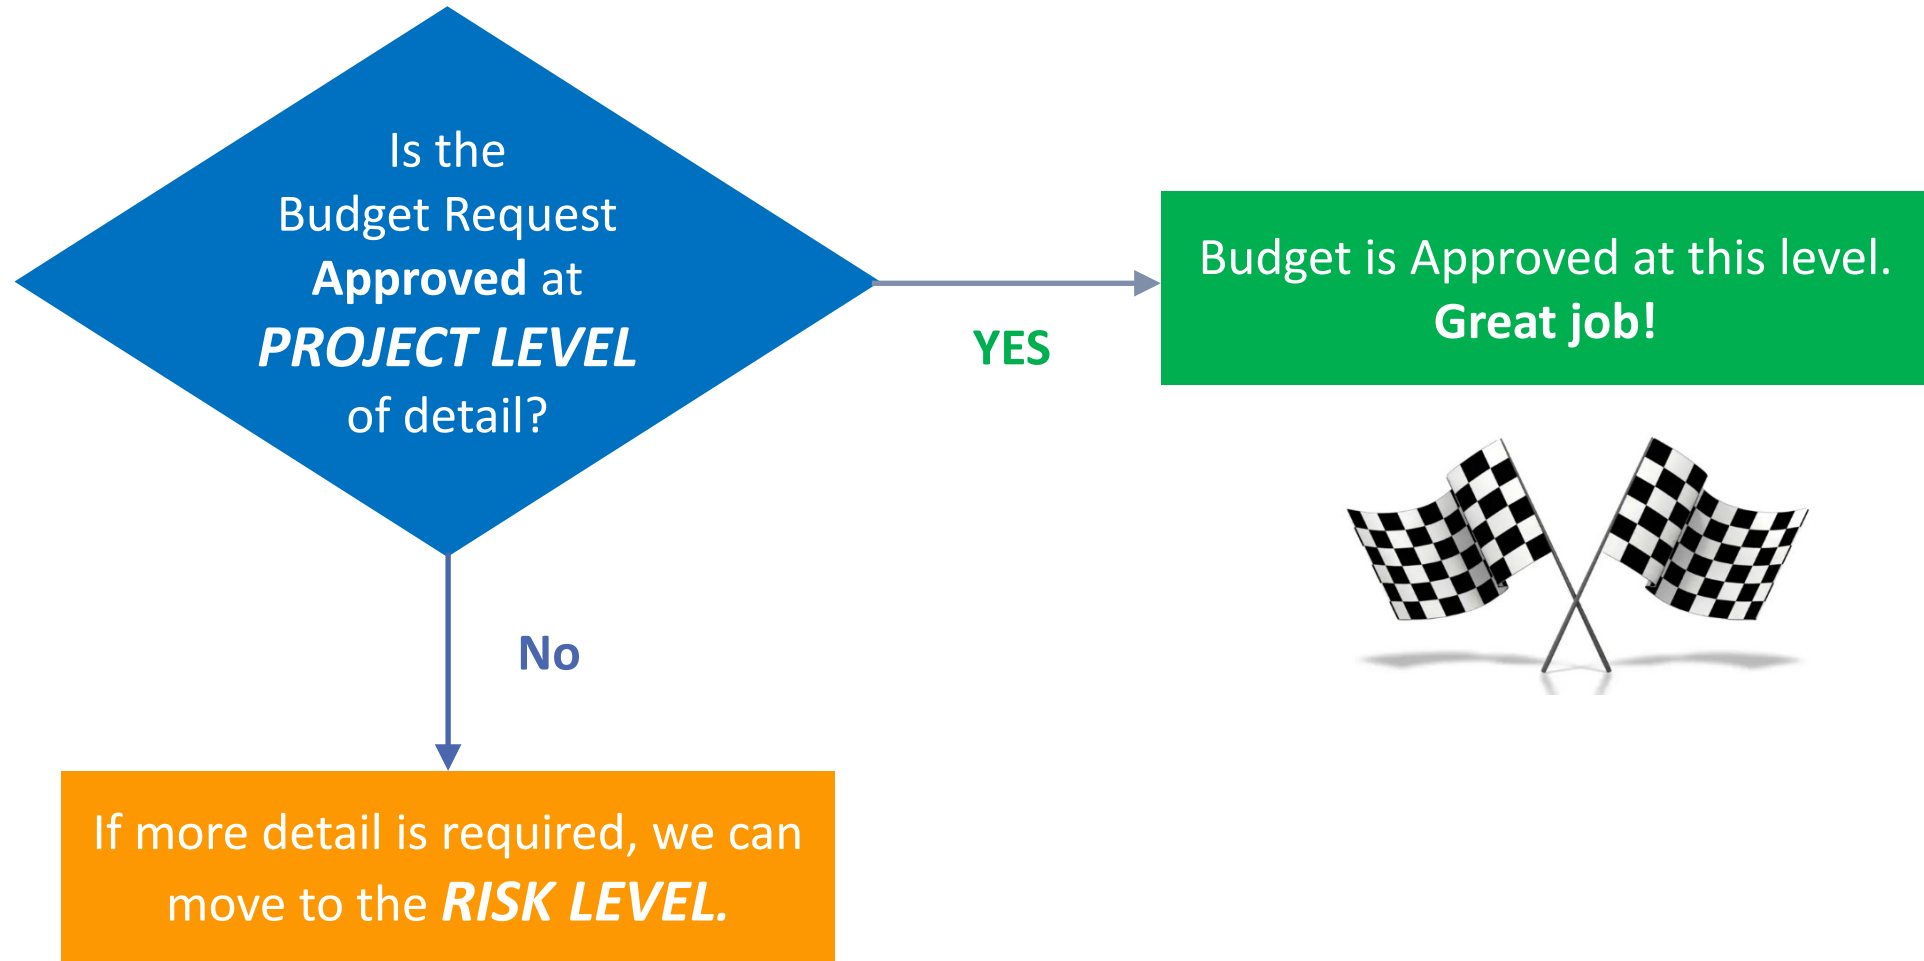 Is the
Budget Request
Approved at
PROJECT LEVEL
of detail?
YES
Budget is Approved at this level.
Great job!
No
If more detail is required, we can
move to the RISK LEVEL.